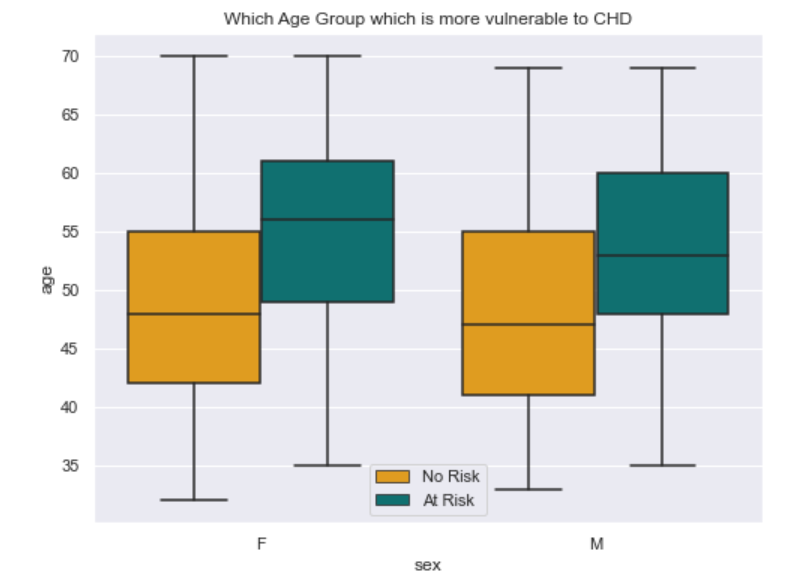 Which Age Group which is more vulnerable to CHD
70
65
60
55
50
45
40
35
age
No Risk
At Risk
F
M
sex